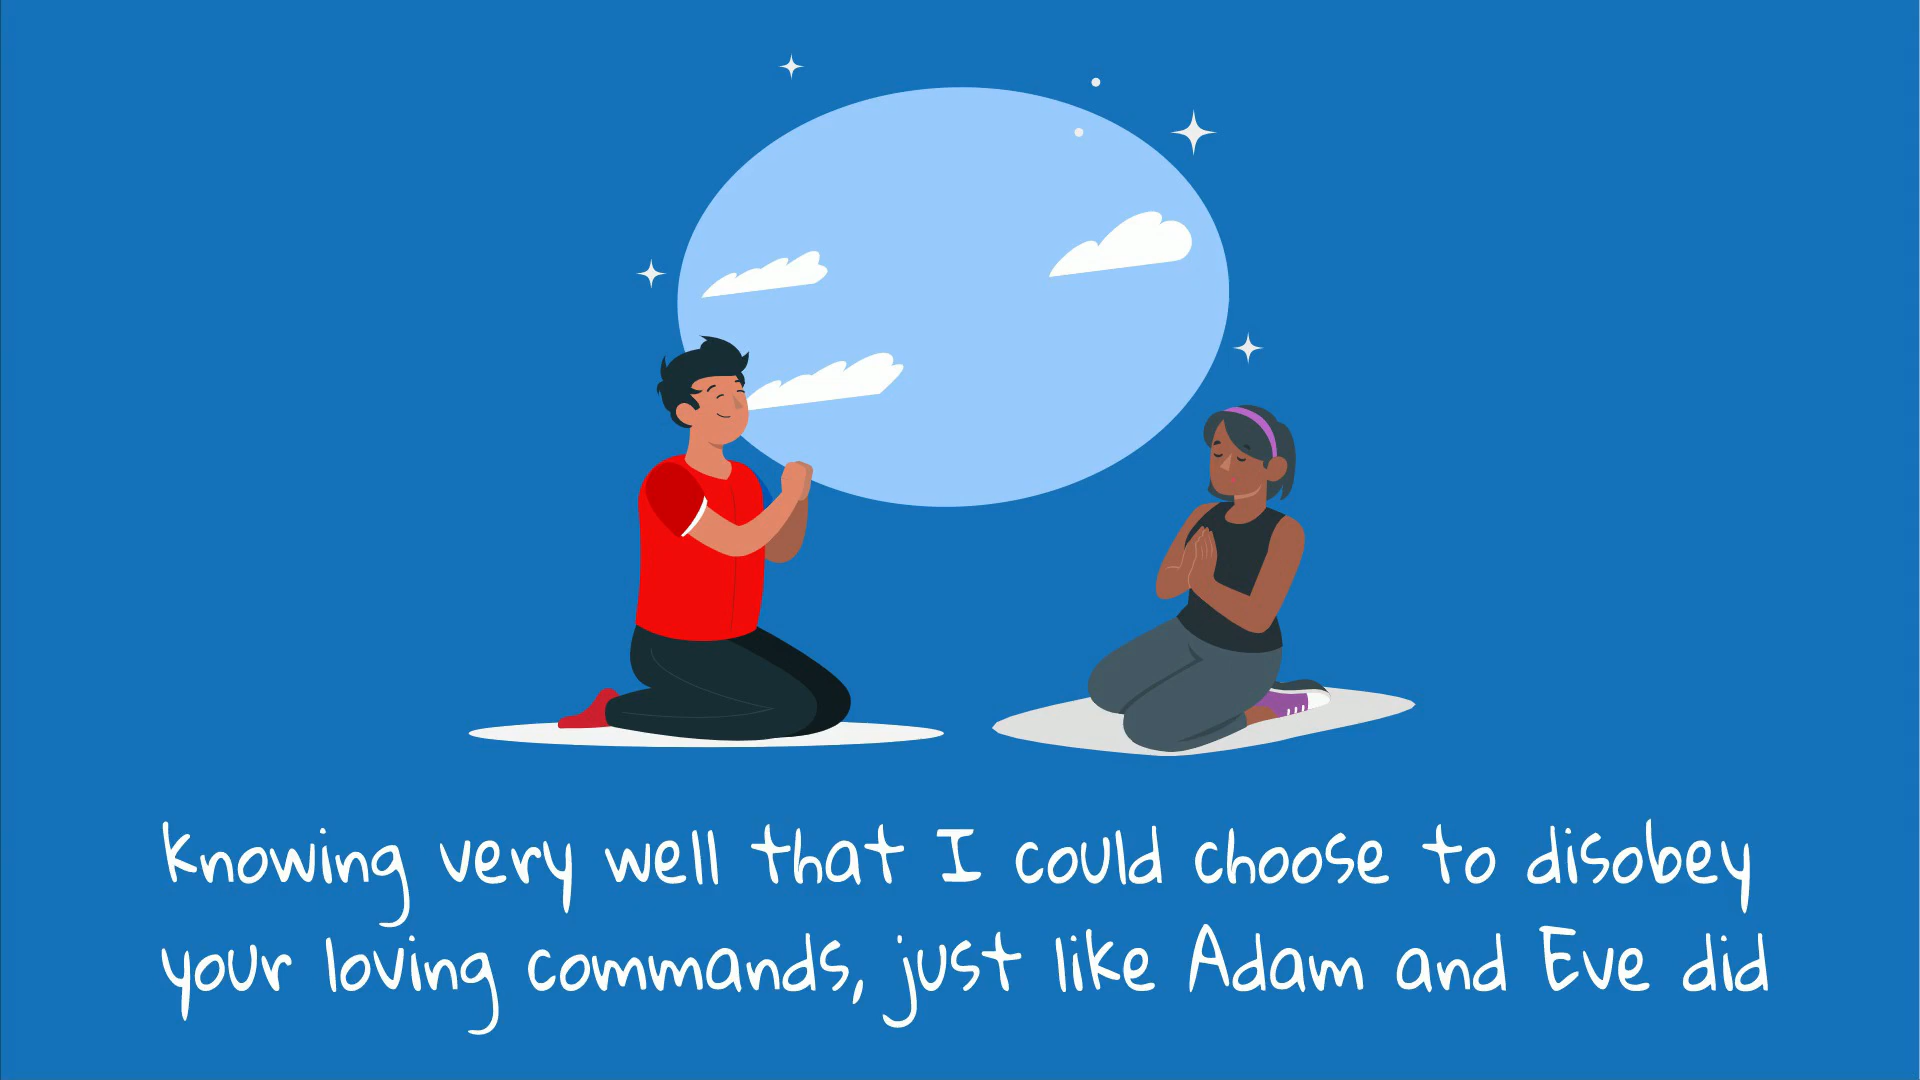 knowing very well that I could choose to disobey
your loving commands, just like Adam and Eve did